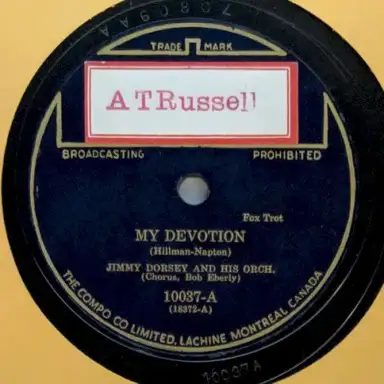 TRADE MARK
A T Russell
BROADCASTING PROHIBITED
Fox Trot
MY DEVOTION
(Hillman-Napton)
JIMMY DORSEY AND HIS ORCH.
(Chorus, Bob Eberly)
10037-A
(18372-A)
THE COMPO CO LIMITED, LACHINE MONTREAL CANADA
10037A